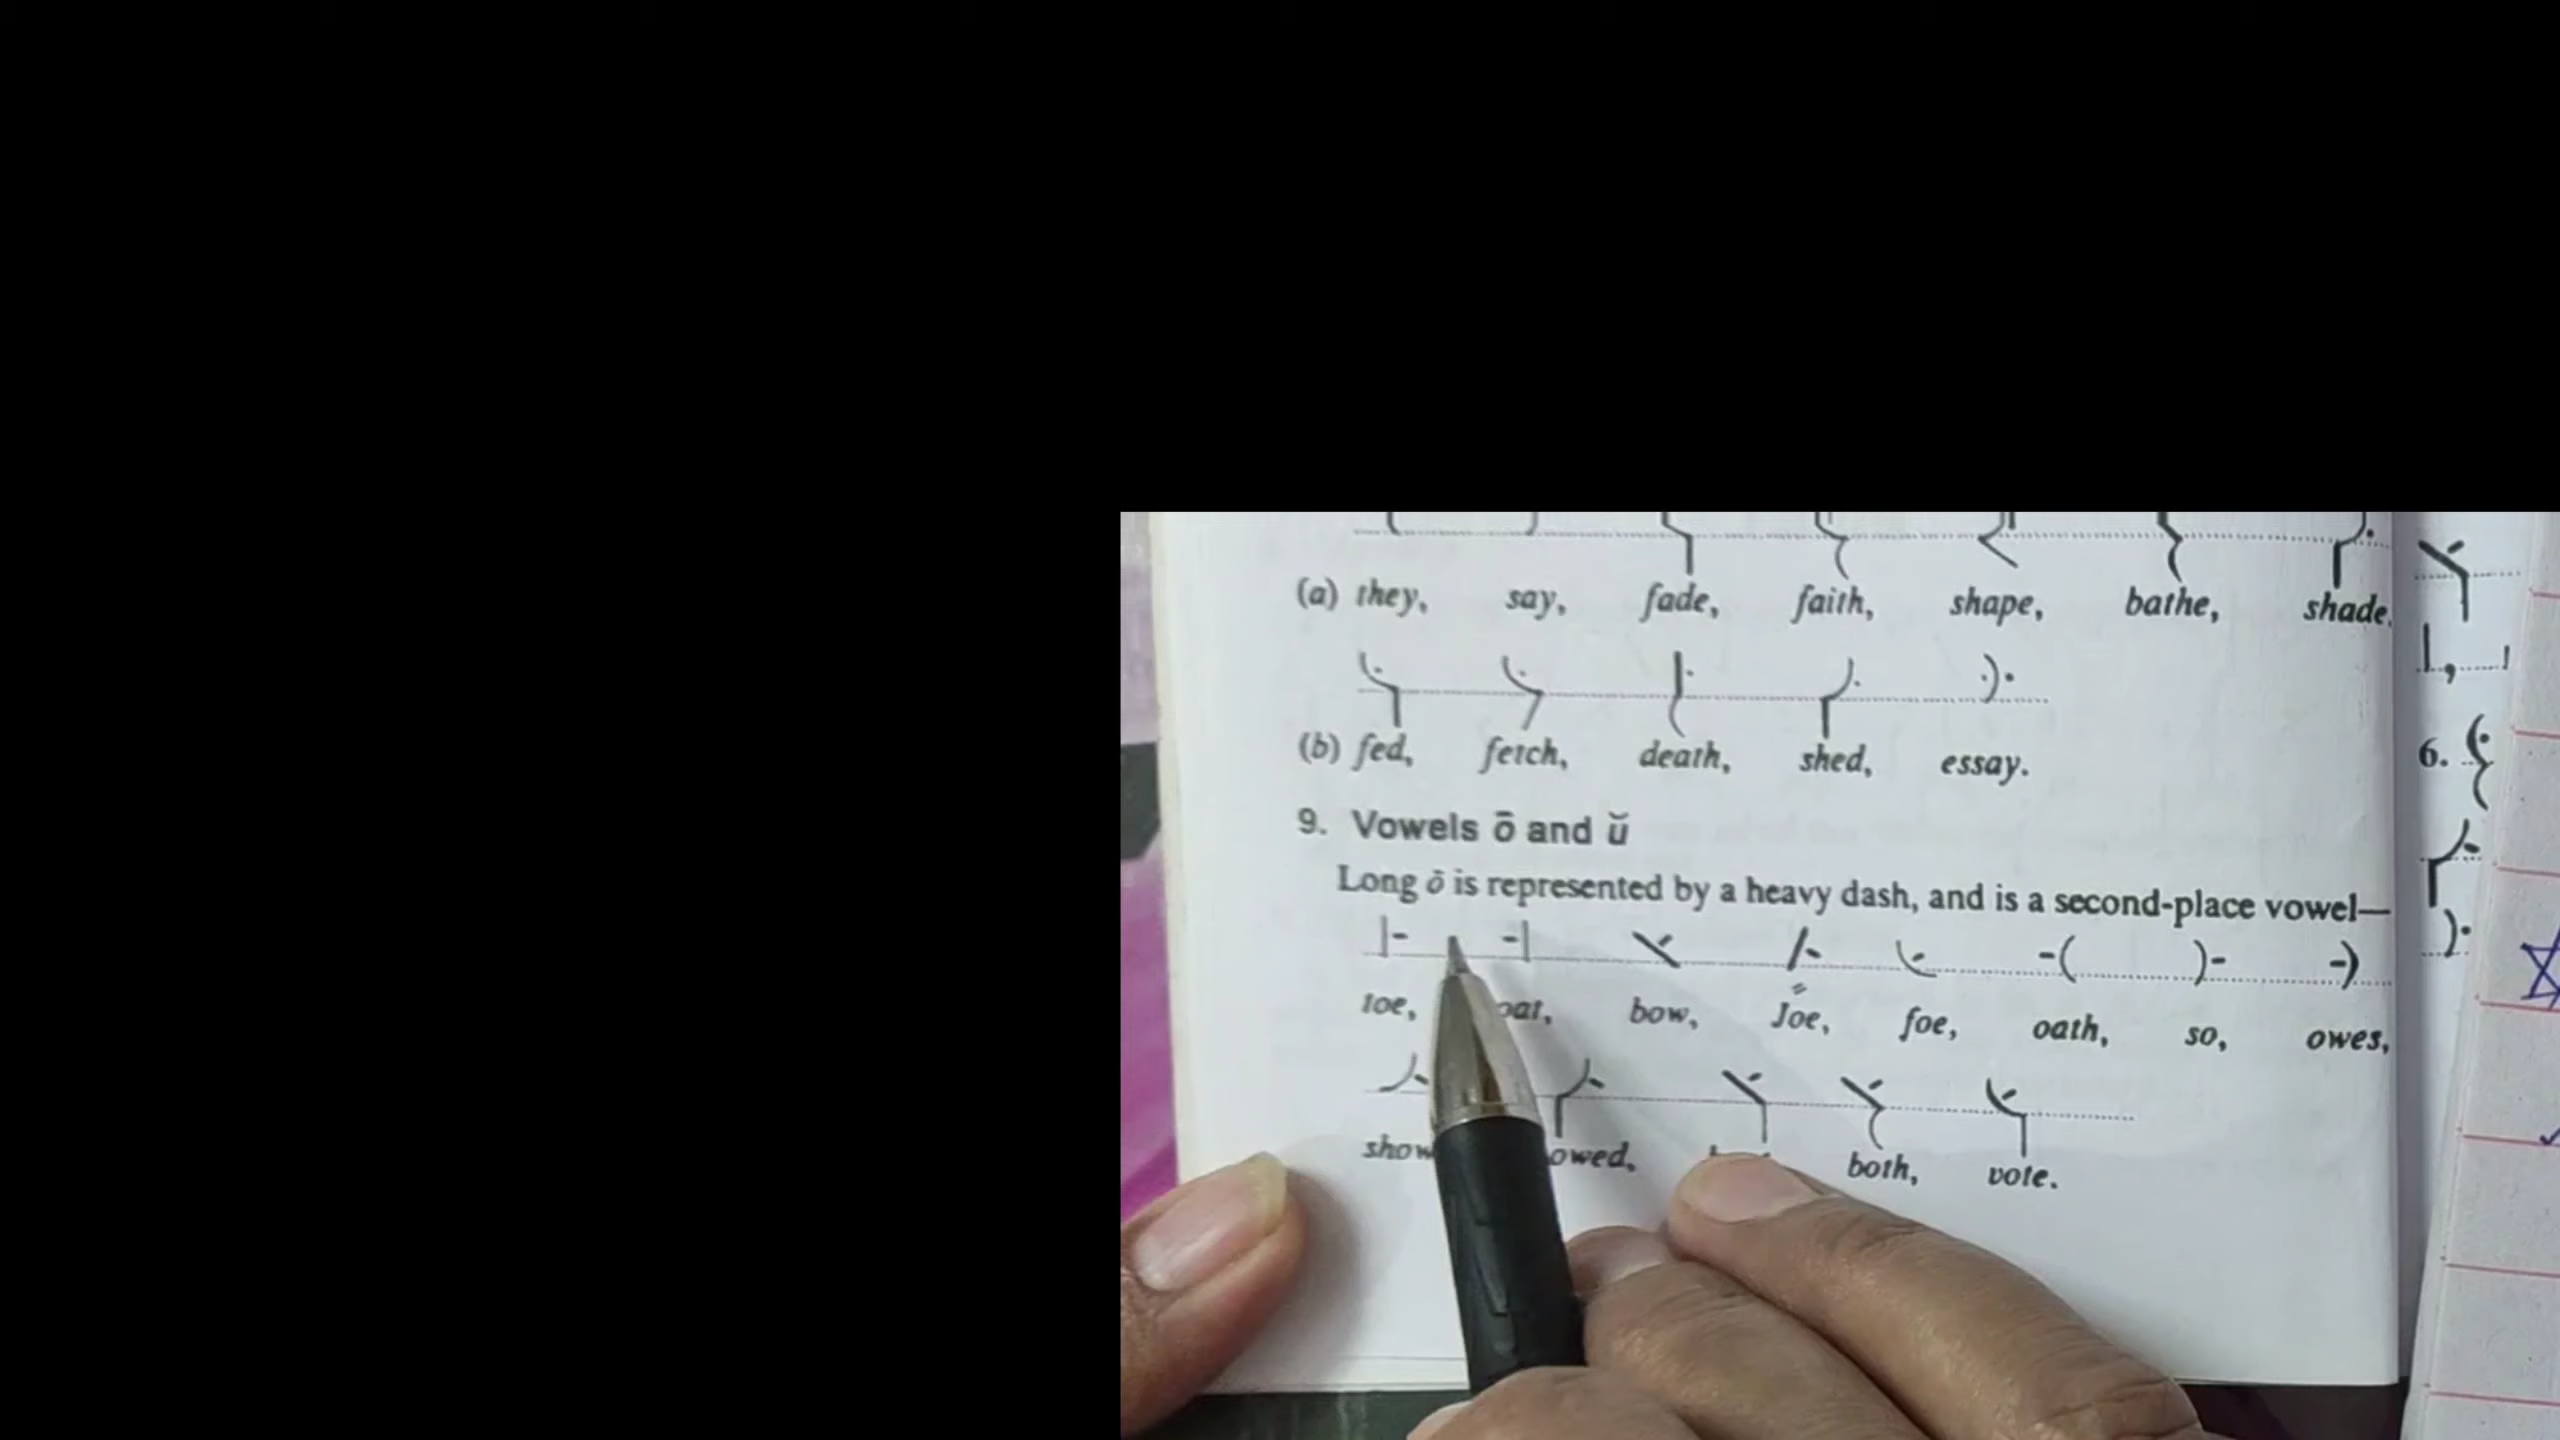 (a) they, say, fade, faith, shape, bathe, shade.
(b) fed, fetch, death, shed, essay.
9. Vowels ō and ŭ
Long ō is represented by a heavy dash, and is a second-place vowel—
toe, bow, Joe, foe, oath, so, owes,
both, vote.
6.